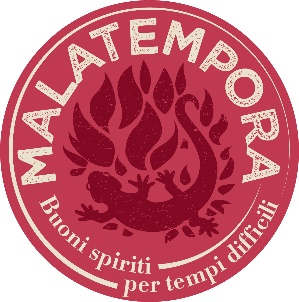 MALATEMPORA
Buoni spiriti
per tempi difficili